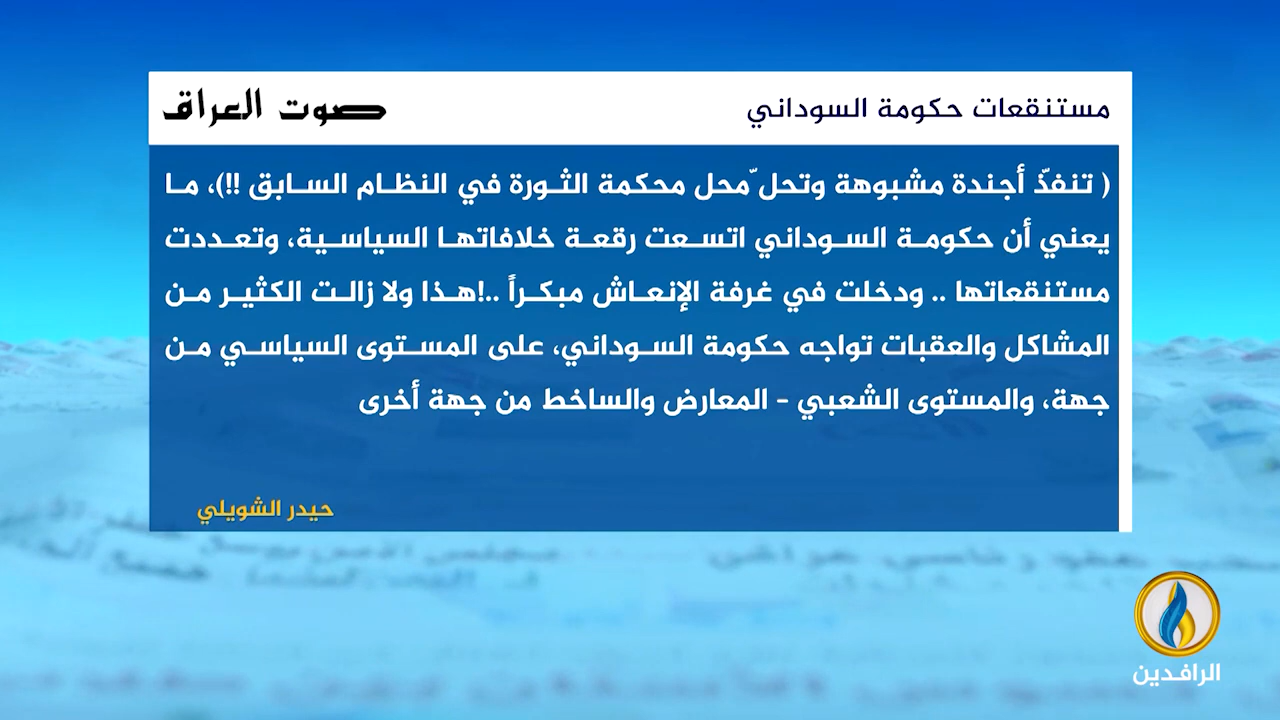 مستنقعات حكومة السوداني
صوت العراق
( تنفذّ أجندة مشبوهة وتحل ّمحل محكمة الثورة في النظام السابق !!)، ما
يعني أن حكومة السوداني اتسعت رقعة خلافاتها السياسية، وتعددت
مستنقعاتها .. ودخلت في غرفة الإنعاش مبكراً ..!هذا ولا زالت الكثير من
المشاكل والعقبات تواجه حكومة السوداني، على المستوى السياسي من
جهة، والمستوى الشعبي - المعارض والساخط من جهة أخرى
حيدر الشويلي
الرافدين